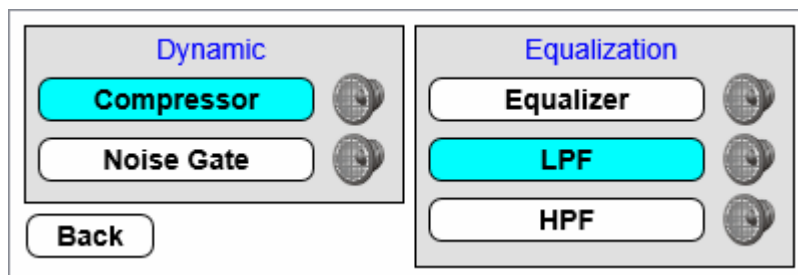 Dynamic
Compressor
Noise Gate
Back
Equalization
Equalizer
LPF
HPF